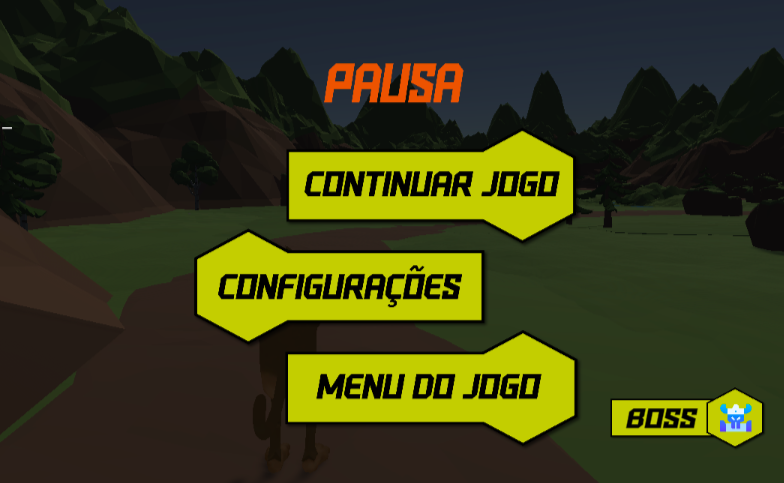 PAUSA
CONTINUAR JOGO
CONFIGURAÇÕES
MENU DO JOGO
BOSS